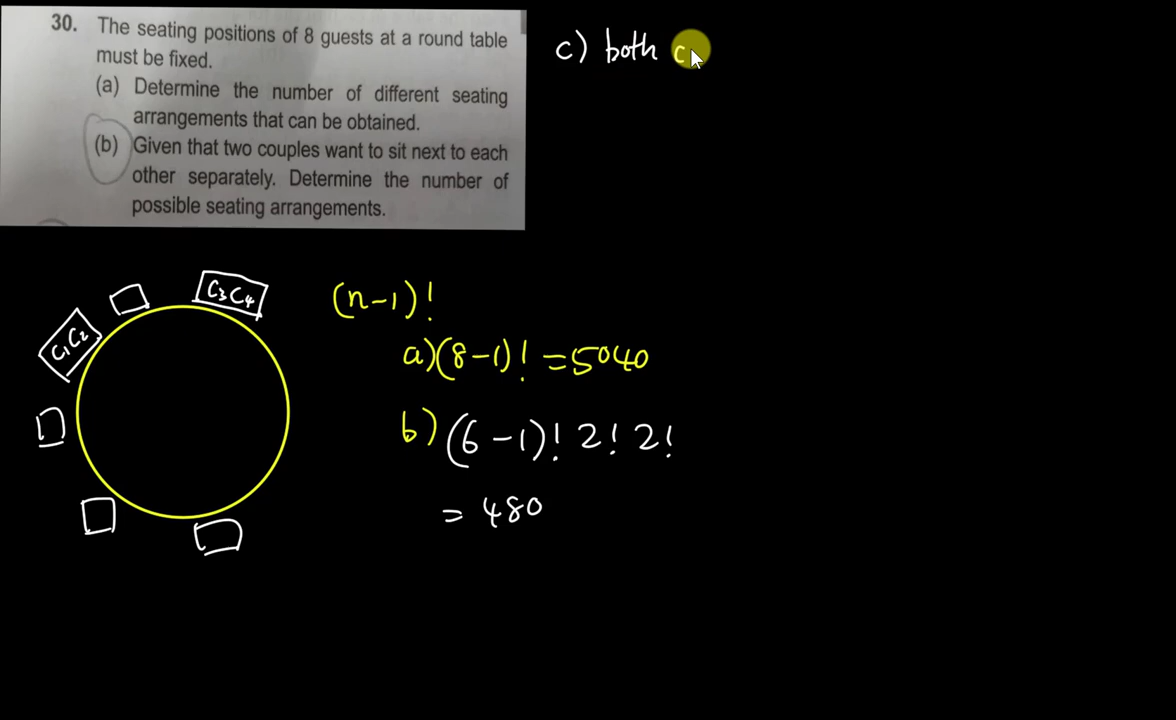 30. The seating positions of 8 guests at a round table
must be fixed.
(a) Determine the number of different seating
arrangements that can be obtained.
(b) Given that two couples want to sit next to each
other separately. Determine the number of
possible seating arrangements.
c) both c
C3C4
C1C2
(n-1)!
a)(8-1)! = 5040
b) (6-1)! 2! 2!
= 480